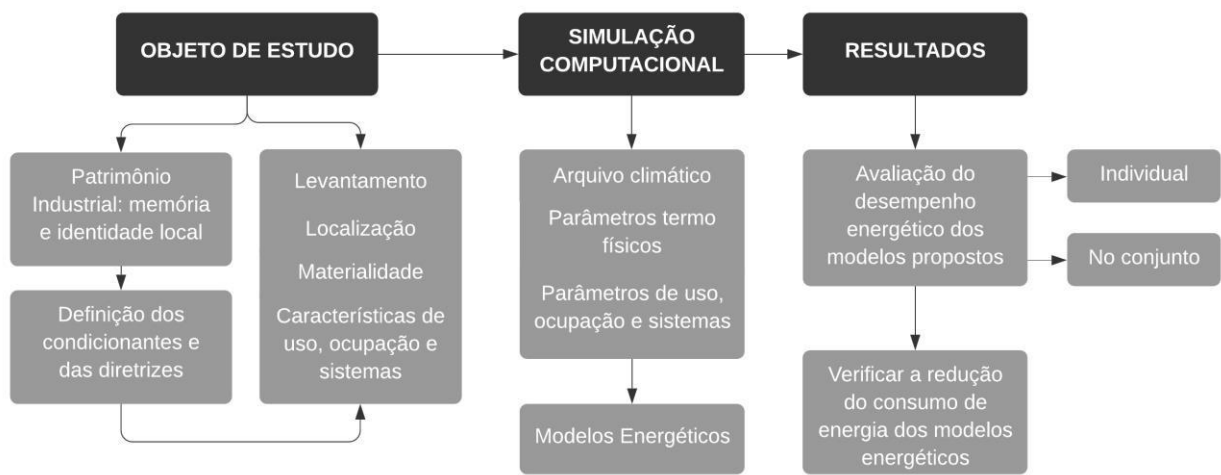 OBJETO DE ESTUDO
SIMULAÇÃO
COMPUTACIONAL
RESULTADOS
Patrimônio
Industrial: memória
e identidade local
Definição dos
condicionantes e
das diretrizes
Levantamento
Localização
Materialidade
Características de
uso, ocupação e
sistemas
Arquivo climático
Parâmetros termo
físicos
Parâmetros de uso,
ocupação e sistemas
Modelos Energéticos
Avaliação do
desempenho
energético dos
modelos propostos
Individual
No conjunto
Verificar a redução
do consumo de
energia dos modelos
energéticos